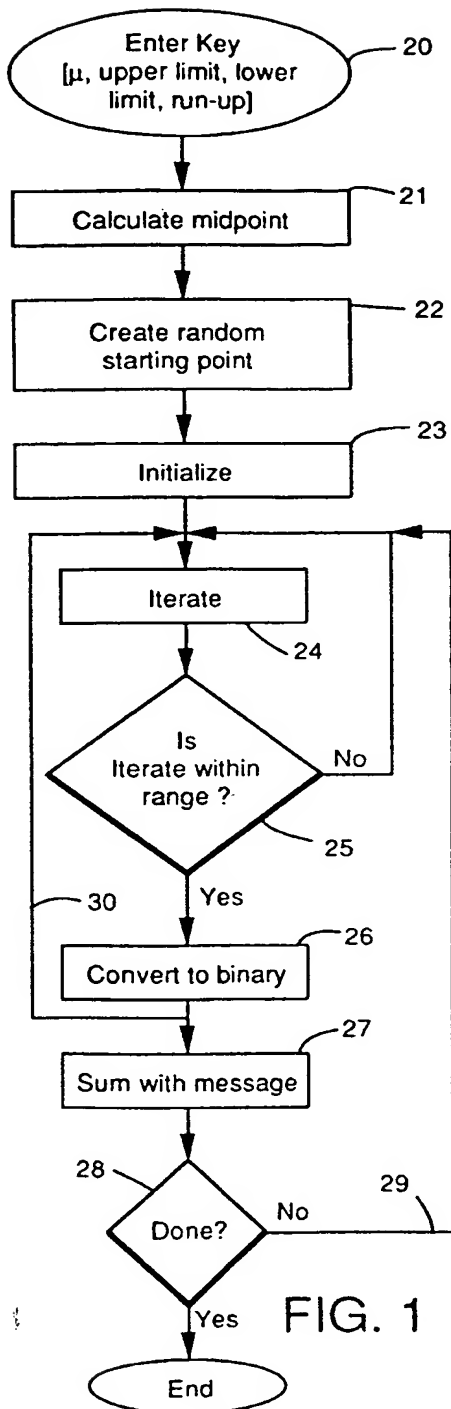 Enter Key
[µ, upper limit, lower
limit, run-up]
20
21
Calculate midpoint
22
Create random
starting point
23
Initialize
Iterate
24
Is
Iterate within
range ?
No
25
30
Yes
26
Convert to binary
27
Sum with message
28
Done?
No
29
Yes
FIG. 1
End